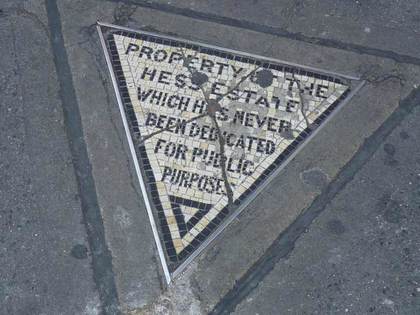 PROPERTY OF THE
HESS ESTATE
WHICH HAS NEVER
BEEN DEDICATED
FOR PUBLIC
PURPOSES